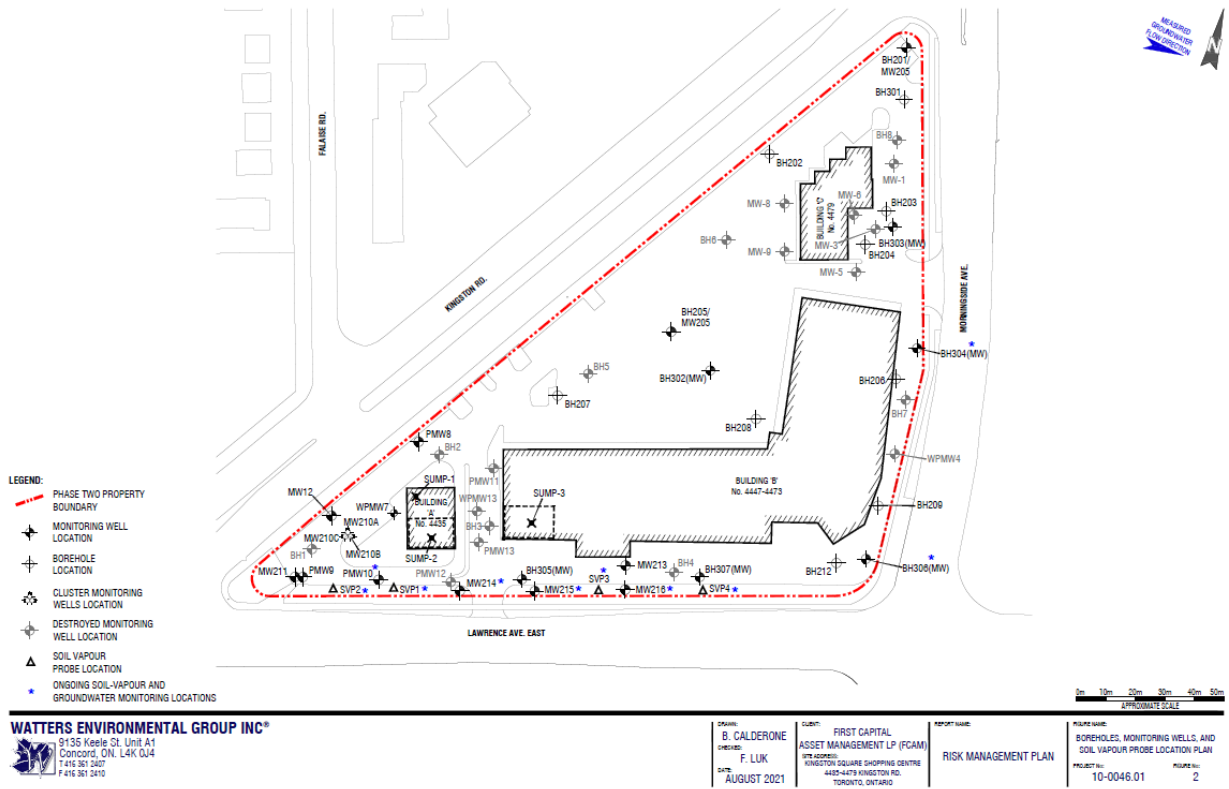 MEASURED
GROUNDWATER
FLOW DIRECTION
N
BH201/
MW205
BH301
BH8
MW-1
BH202
MW-8
MW-6
BUILDING 'C'
No. 4479
BH203
BH303(MW)
BH204
MW-3
BH6
MW-9
MW-5
FALAISE RD.
KINGSTON RD.
MORNINGSIDE AVE.
BH205/
MW205
BH304(MW)
*
BH302(MW)
BH5
BH207
BH206
BH7
BH208
PMW8
BH2
PMW11
WPMW4
SUMP-1
BUILDING
'A'
No. 4435
SUMP-2
BUILDING 'B'
No. 4447-4473
SUMP-3
MW12
WPMW7
WPMW13
MW210A
MW210C
MW210B
BH3
BH1
PMW13
BH209
MW211
PMW9
PMW10
*
PMW12
MW214
*
BH305(MW)
SVP3
*
MW213
BH4
BH307(MW)
BH212
BH306(MW)
*
SVP2
*
SVP1
*
MW215
*
MW216
*
SVP4
*
LAWRENCE AVE. EAST
LEGEND:
PHASE TWO PROPERTY
BOUNDARY
MONITORING WELL
LOCATION
BOREHOLE
LOCATION
CLUSTER MONITORING
WELLS LOCATION
DESTROYED MONITORING
WELL LOCATION
SOIL VAPOUR
PROBE LOCATION
* ONGOING SOIL-VAPOUR AND
GROUNDWATER MONITORING LOCATIONS
0m 10m 20m 30m 40m 50m
APPROXIMATE SCALE
WATTERS ENVIRONMENTAL GROUP INC®
9135 Keele St. Unit A1
Concord, ON. L4K 0J4
T 416 361 2407
F 416 361 2410
DRAWN:
B. CALDERONE
CHECKED:
F. LUK
DATE:
AUGUST 2021
CLIENT:
FIRST CAPITAL
ASSET MANAGEMENT LP (FCAM)
SITE ADDRESS:
KINGSTON SQUARE SHOPPING CENTRE
4435-4479 KINGSTON RD.
TORONTO, ONTARIO
REPORT NAME:
RISK MANAGEMENT PLAN
FIGURE NAME:
BOREHOLES, MONITORING WELLS, AND
SOIL VAPOUR PROBE LOCATION PLAN
PROJECT No:
10-0046.01
FIGURE No:
2